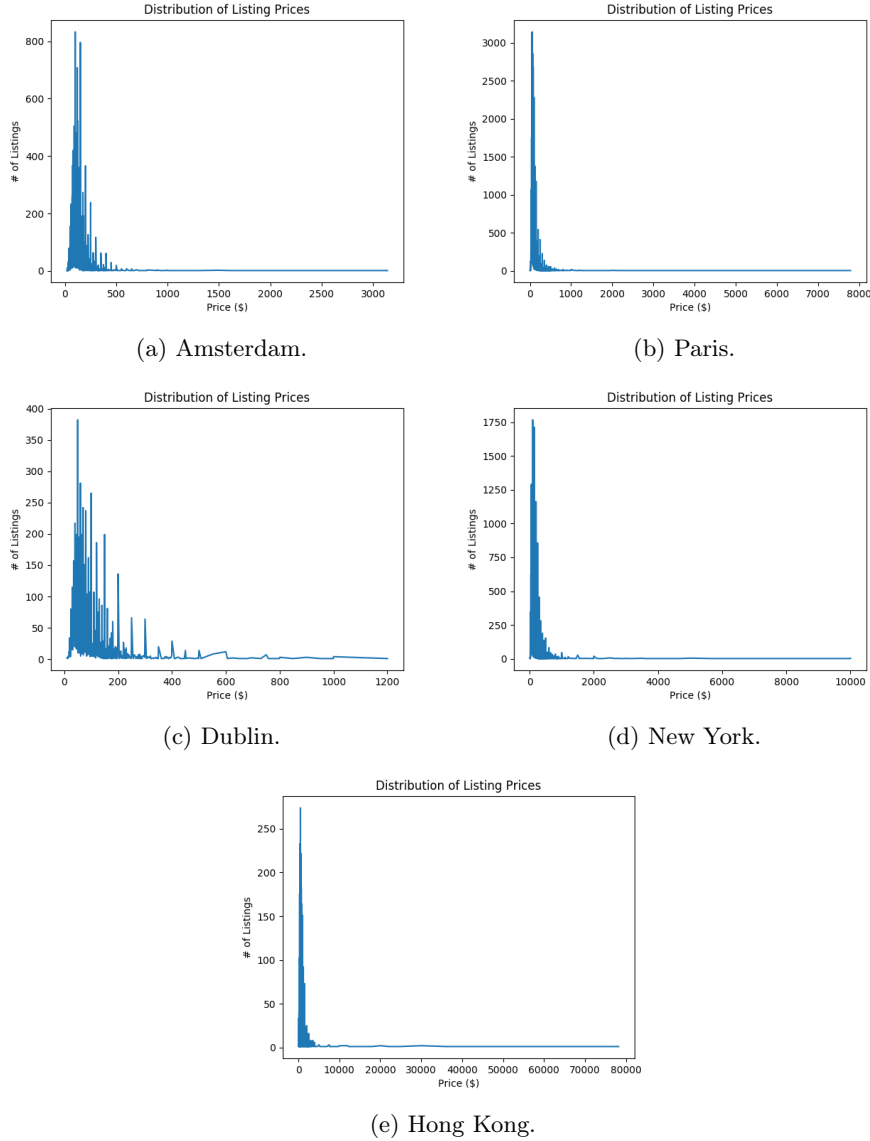 Distribution of Listing Prices
800
600
400
200
0
# of Listings
0 500 1000 1500 2000 2500 3000
Price ($)
(a) Amsterdam.
Distribution of Listing Prices
3000
2500
2000
1500
1000
500
0
# of Listings
0 1000 2000 3000 4000 5000 6000 7000 8000
Price ($)
(b) Paris.
Distribution of Listing Prices
400
350
300
250
200
150
100
50
0
# of Listings
0 200 400 600 800 1000 1200
Price ($)
(c) Dublin.
Distribution of Listing Prices
1750
1500
1250
1000
750
500
250
0
# of Listings
0 2000 4000 6000 8000 10000
Price ($)
(d) New York.
Distribution of Listing Prices
250
200
150
100
50
0
# of Listings
0 10000 20000 30000 40000 50000 60000 70000 80000
Price ($)
(e) Hong Kong.